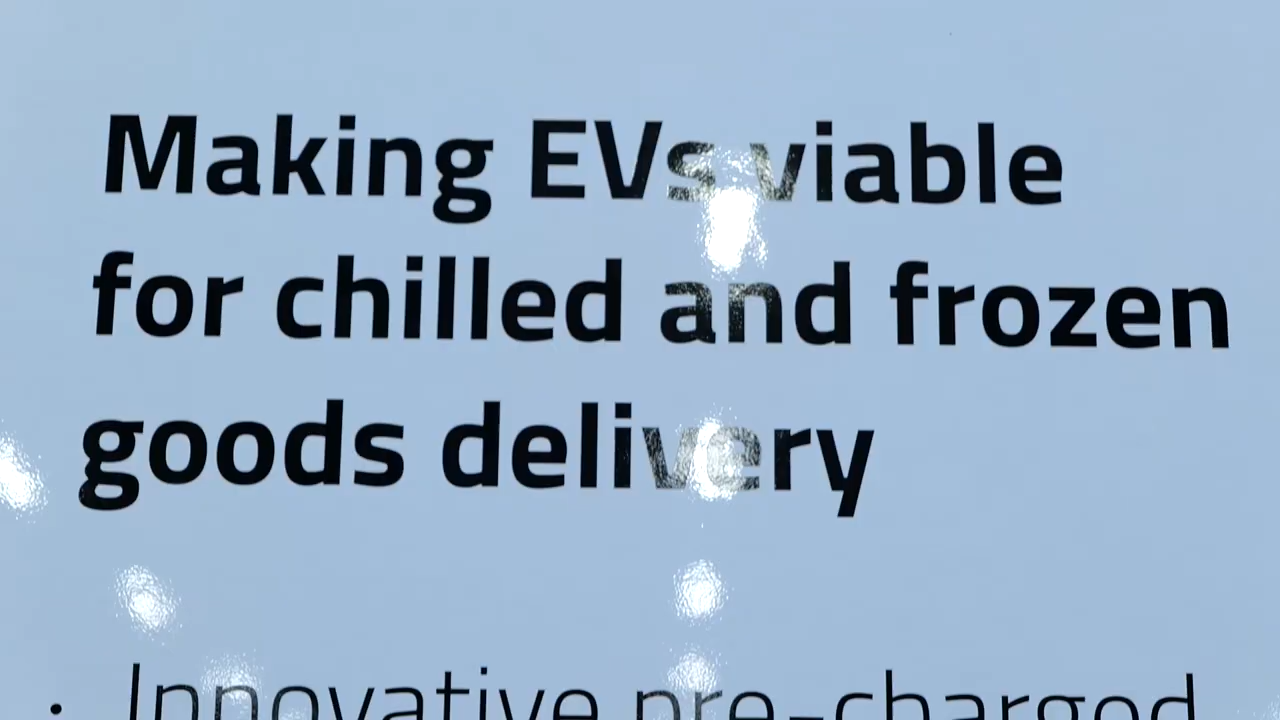 Making EVs viable
for chilled and frozen
goods delivery
· Innovative pre-charged